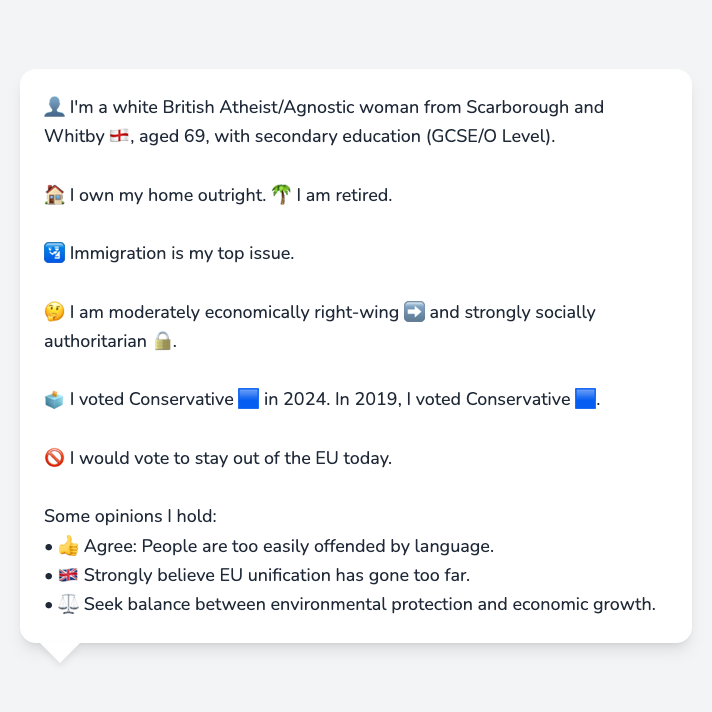 👤 I'm a white British Atheist/Agnostic woman from Scarborough and
Whitby 🏴󠁧󠁢󠁥󠁮󠁧󠁿, aged 69, with secondary education (GCSE/O Level).
🏠 I own my home outright. 🌴 I am retired.
🛂 Immigration is my top issue.
🤔 I am moderately economically right-wing ➡️ and strongly socially
authoritarian 🔒.
🗳️ I voted Conservative 🟦 in 2024. In 2019, I voted Conservative 🟦.
🚫 I would vote to stay out of the EU today.
Some opinions I hold:
• 👍 Agree: People are too easily offended by language.
• 🇬🇧 Strongly believe EU unification has gone too far.
• ⚖️ Seek balance between environmental protection and economic growth.